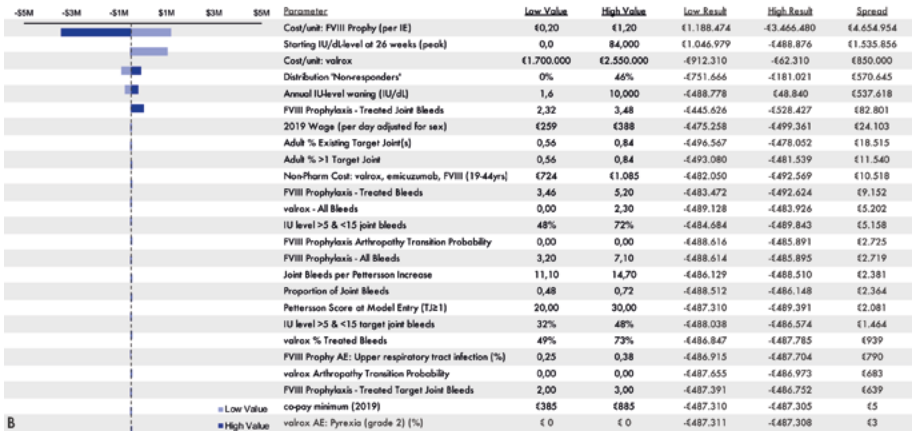 -$5M -$3M -$1M $1M $3M $5M Parameter Low Value High Value Low Result High Result Spread
Cost/unit: FVIII Prophy (per IE) €0,20 €1,20 €1.188.474 -€3.466.480 €4.654.954
Starting IU/dL-level at 26 weeks (peak) 0,0 84,000 €1.046.979 -€488.876 €1.535.856
Cost/unit: valrox €1.700.000 €2.550.000 -€912.310 -€62.310 €850.000
Distribution 'Non-responders' 0% 46% -€751.666 -€181.021 €570.645
Annual IU-level waning (IU/dL) 1,6 10,000 -€488.778 €48.840 €537.618
FVIII Prophylaxis - Treated Joint Bleeds 2,32 3,48 -€445.626 -€528.427 €82.801
2019 Wage (per day adjusted for sex) €259 €388 -€475.258 -€499.361 €24.103
Adult % Existing Target Joint(s) 0,56 0,84 -€496.567 -€478.052 €18.515
Adult % >1 Target Joint 0,56 0,84 -€493.080 -€481.539 €11.540
Non-Pharm Cost: valrox, emicuzumab, FVIII (19-44yrs) €724 €1.085 -€482.050 -€492.569 €10.518
FVIII Prophylaxis - Treated Bleeds 3,46 5,20 -€483.472 -€492.624 €9.152
valrox - All Bleeds 0,00 2,30 -€489.128 -€483.926 €5.202
IU level >5 & <15 joint bleeds 48% 72% -€484.684 -€489.843 €5.158
FVIII Prophylaxis Arthropathy Transition Probability 0,00 0,00 -€488.616 -€485.891 €2.725
FVIII Prophylaxis - All Bleeds 3,20 7,10 -€488.614 -€485.895 €2.719
Joint Bleeds per Pettersson Increase 11,10 14,70 -€486.129 -€488.510 €2.381
Proportion of Joint Bleeds 0,48 0,72 -€488.512 -€486.148 €2.364
Pettersson Score at Model Entry (TJ≥1) 20,00 30,00 -€487.310 -€489.391 €2.081
IU level >5 & <15 target joint bleeds 32% 48% -€488.038 -€486.574 €1.464
valrox % Treated Bleeds 49% 73% -€486.847 -€487.785 €939
FVIII Prophy AE: Upper respiratory tract infection (%) 0,25 0,38 -€486.915 -€487.704 €790
valrox Arthropathy Transition Probability 0,00 0,00 -€487.655 -€486.973 €683
FVIII Prophylaxis - Treated Target Joint Bleeds 2,00 3,00 -€487.391 -€486.752 €639
Low Value co-pay minimum (2019) €385 €885 -€487.310 -€487.305 €5
B High Value valrox AE: Pyrexia (grade 2) (%) €0 €0 -€487.311 -€487.308 €3